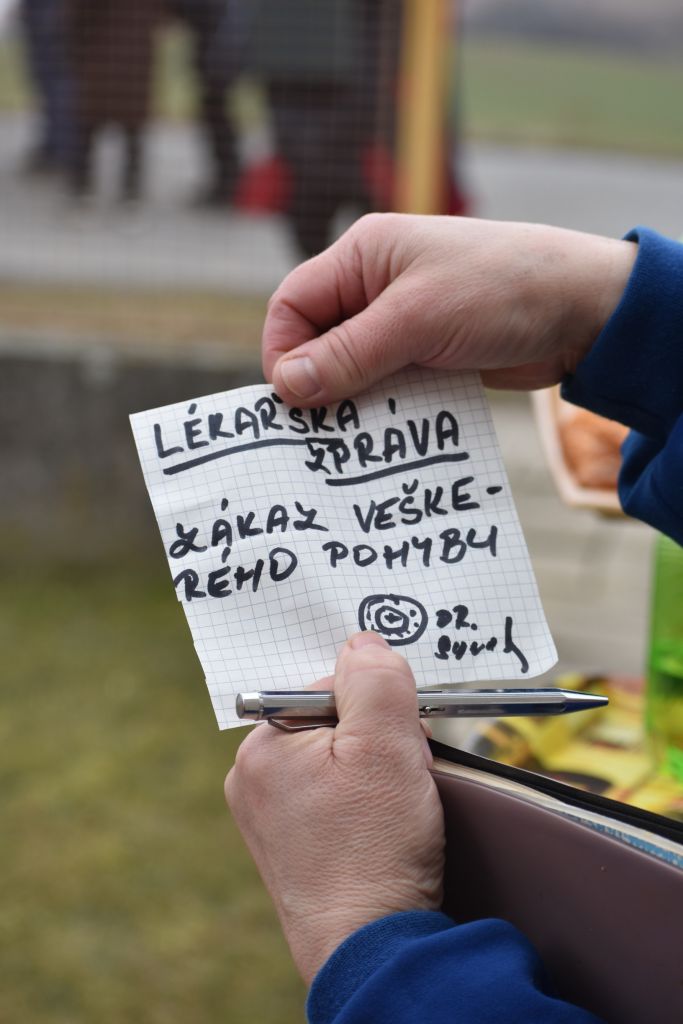 LÉKAŘSKÁ
ZPRÁVA
ZÁKAZ VEŠKE-
RÉHO POHYBU
DR.